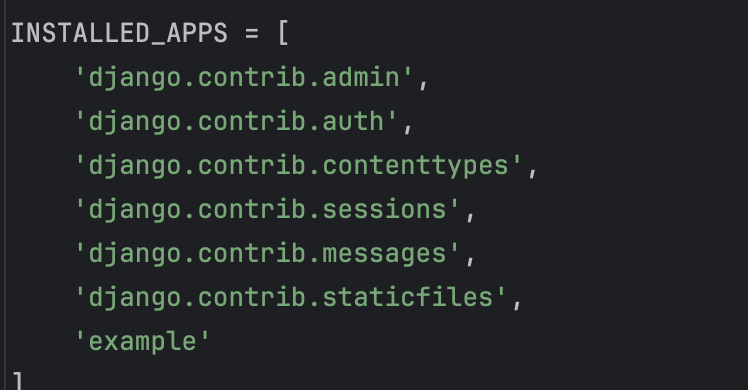 INSTALLED_APPS = [
    'django.contrib.admin',
    'django.contrib.auth',
    'django.contrib.contenttypes',
    'django.contrib.sessions',
    'django.contrib.messages',
    'django.contrib.staticfiles',
    'example'
]